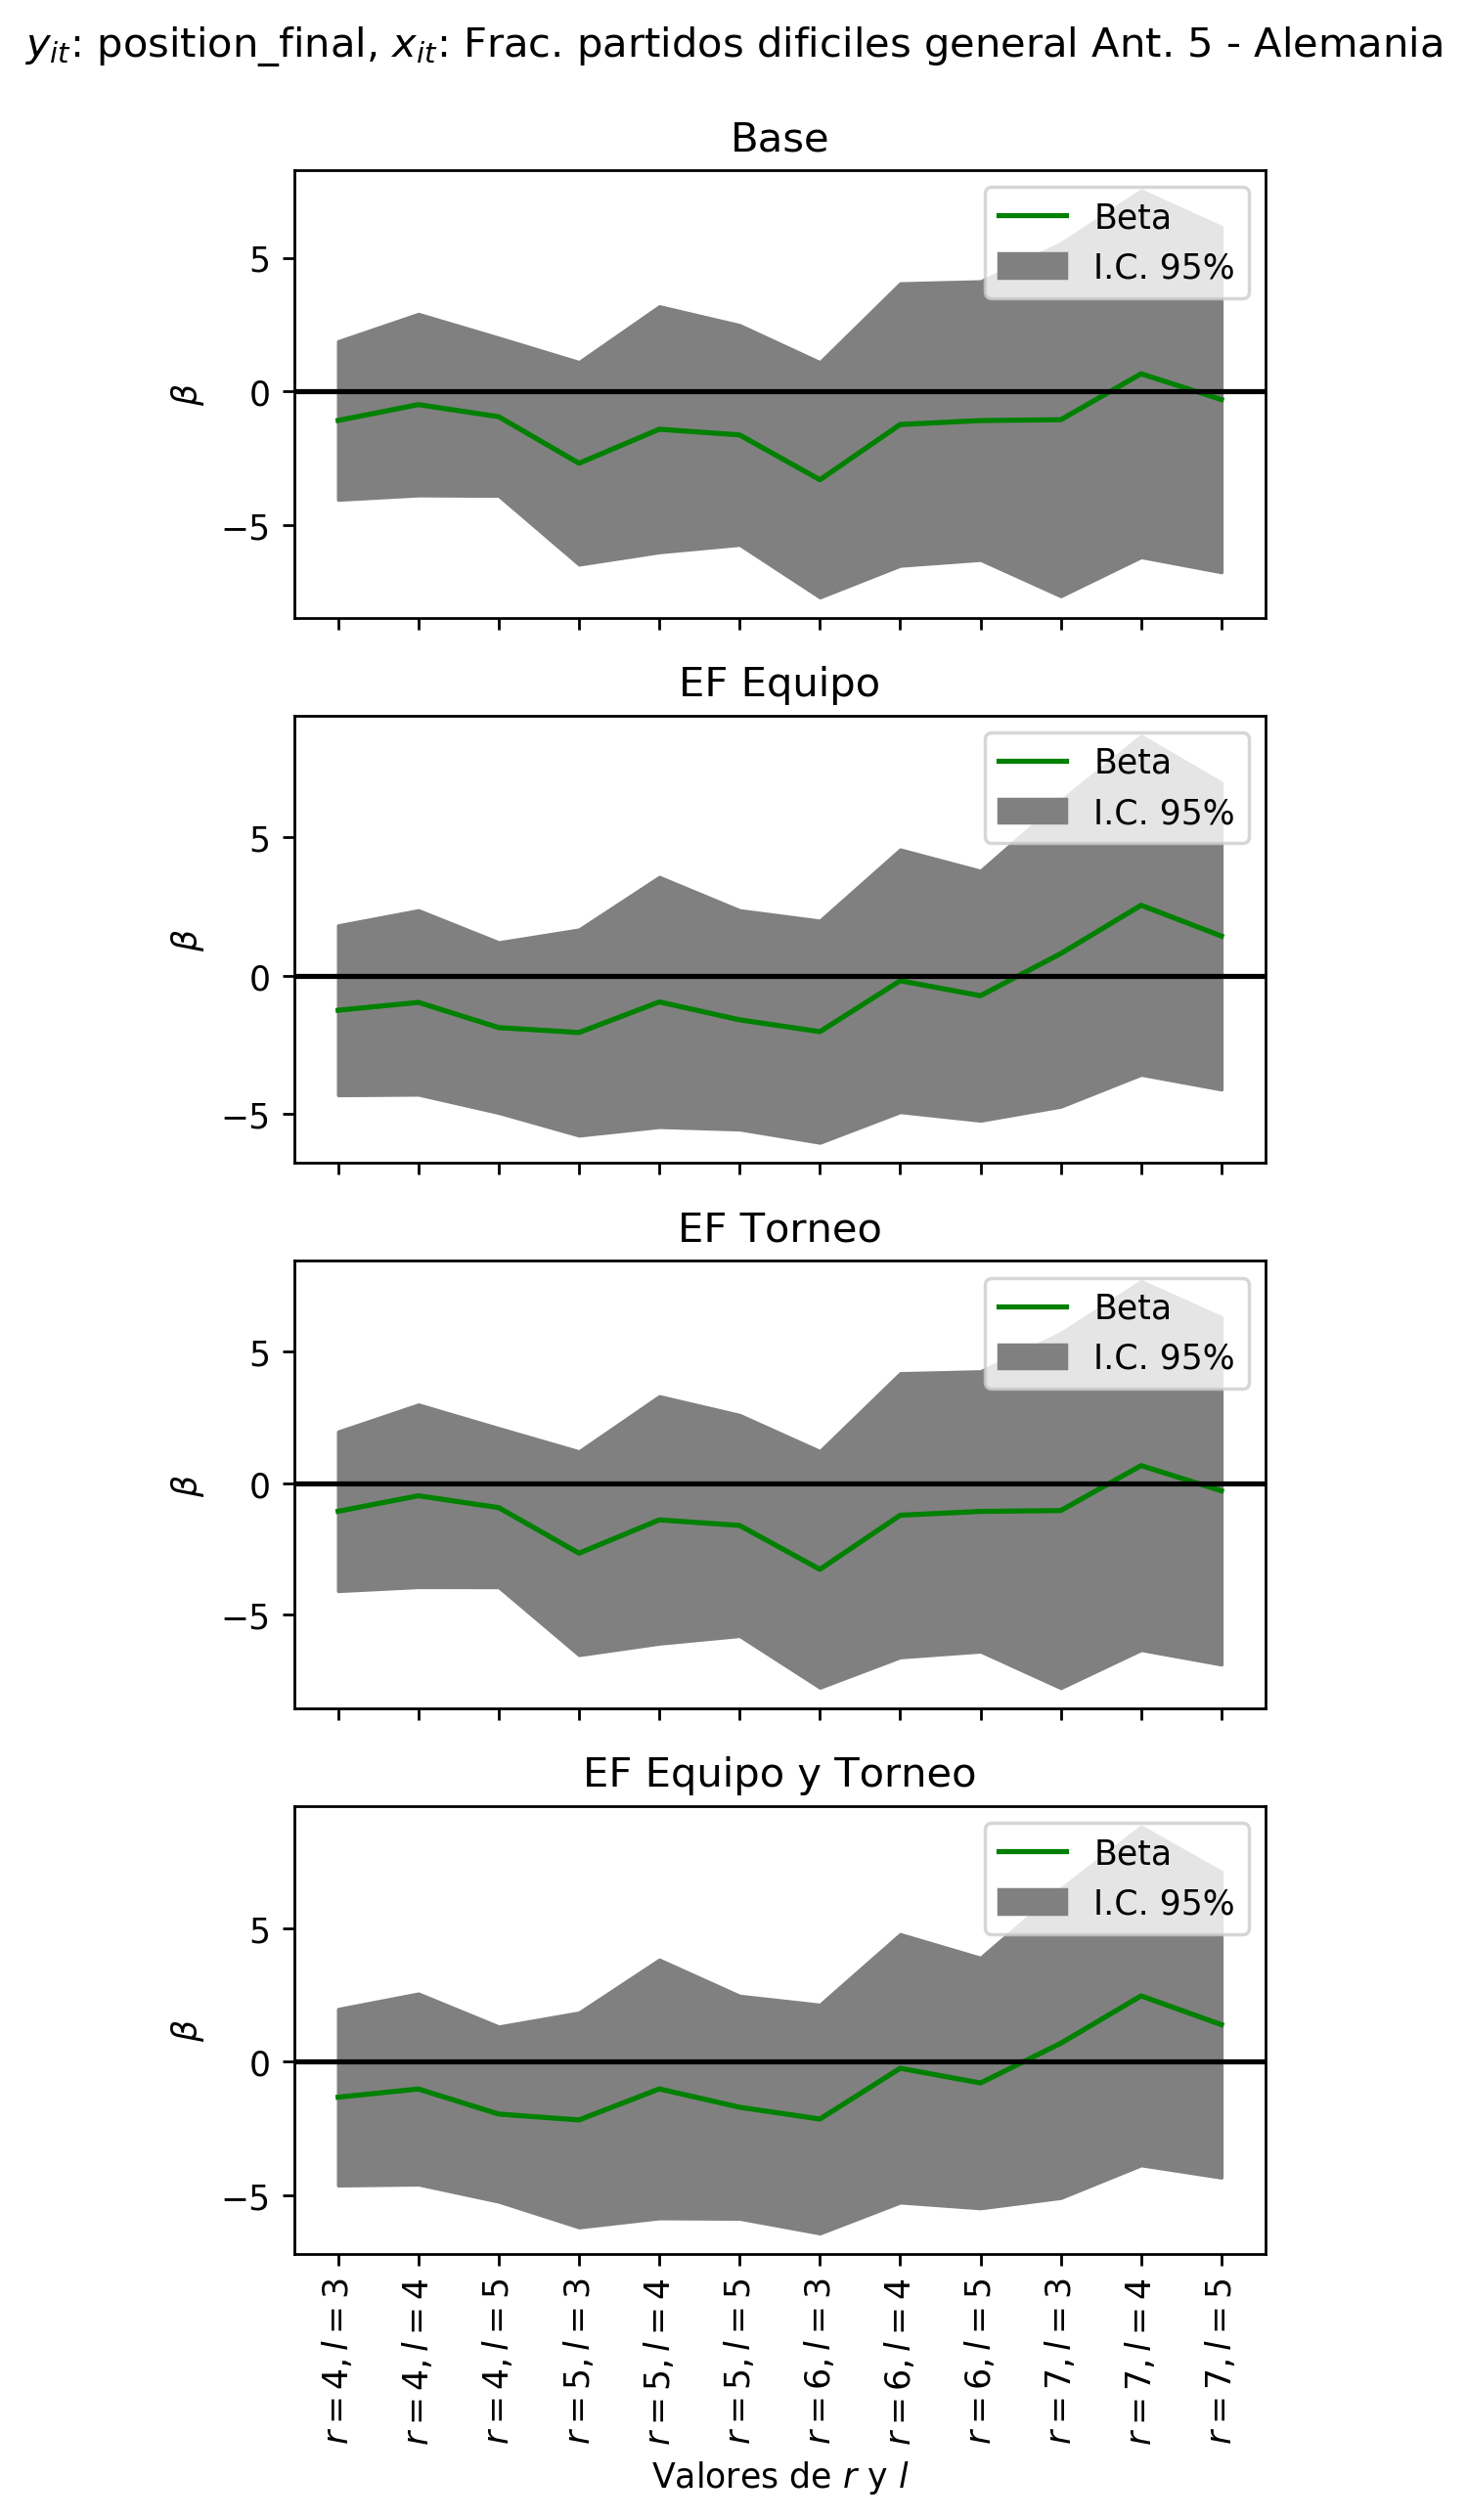 y_it: position_final, x_it: Frac. partidos dificiles general Ant. 5 - Alemania
Base
Beta
I.C. 95%
5
0
−5
β
EF Equipo
Beta
I.C. 95%
5
0
−5
β
EF Torneo
Beta
I.C. 95%
5
0
−5
β
EF Equipo y Torneo
Beta
I.C. 95%
5
0
−5
β
r = 4, l = 3
r = 4, l = 4
r = 4, l = 5
r = 5, l = 3
r = 5, l = 4
r = 5, l = 5
r = 6, l = 3
r = 6, l = 4
r = 6, l = 5
r = 7, l = 3
r = 7, l = 4
r = 7, l = 5
Valores de r y l